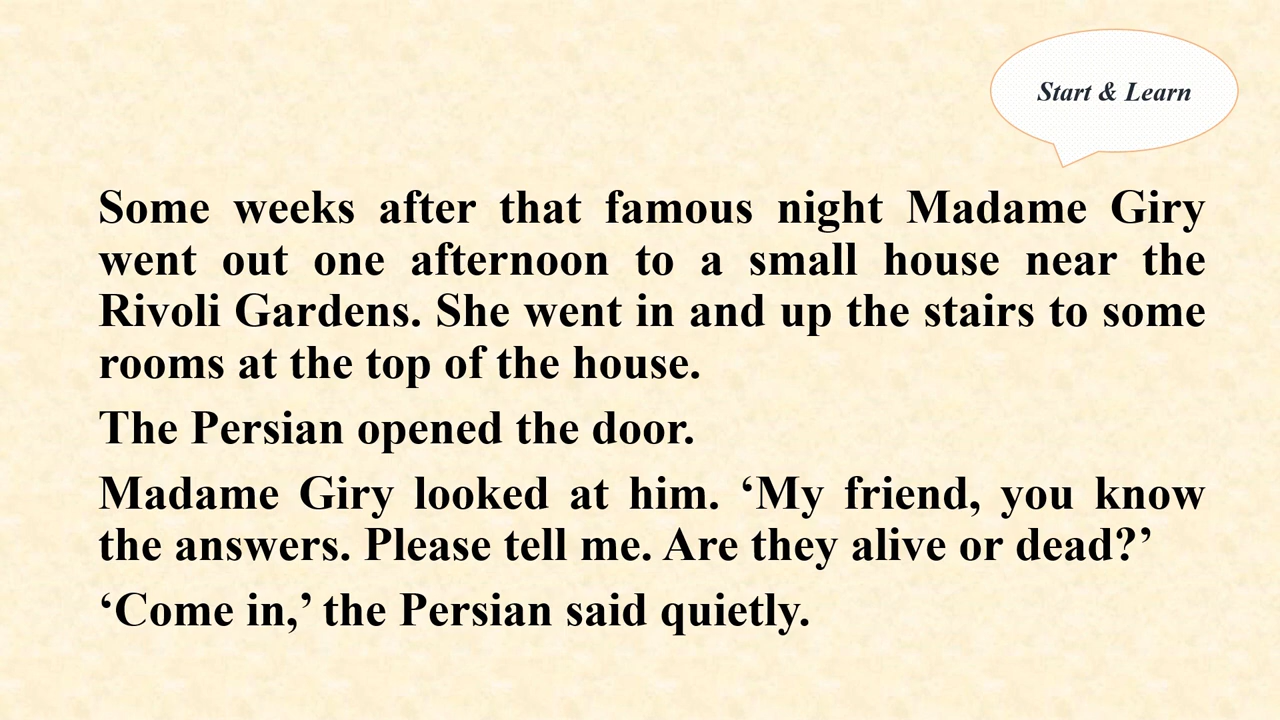 Start & Learn
Some weeks after that famous night Madame Giry
went out one afternoon to a small house near the
Rivoli Gardens. She went in and up the stairs to some
rooms at the top of the house.
The Persian opened the door.
Madame Giry looked at him. ‘My friend, you know
the answers. Please tell me. Are they alive or dead?’
‘Come in,’ the Persian said quietly.